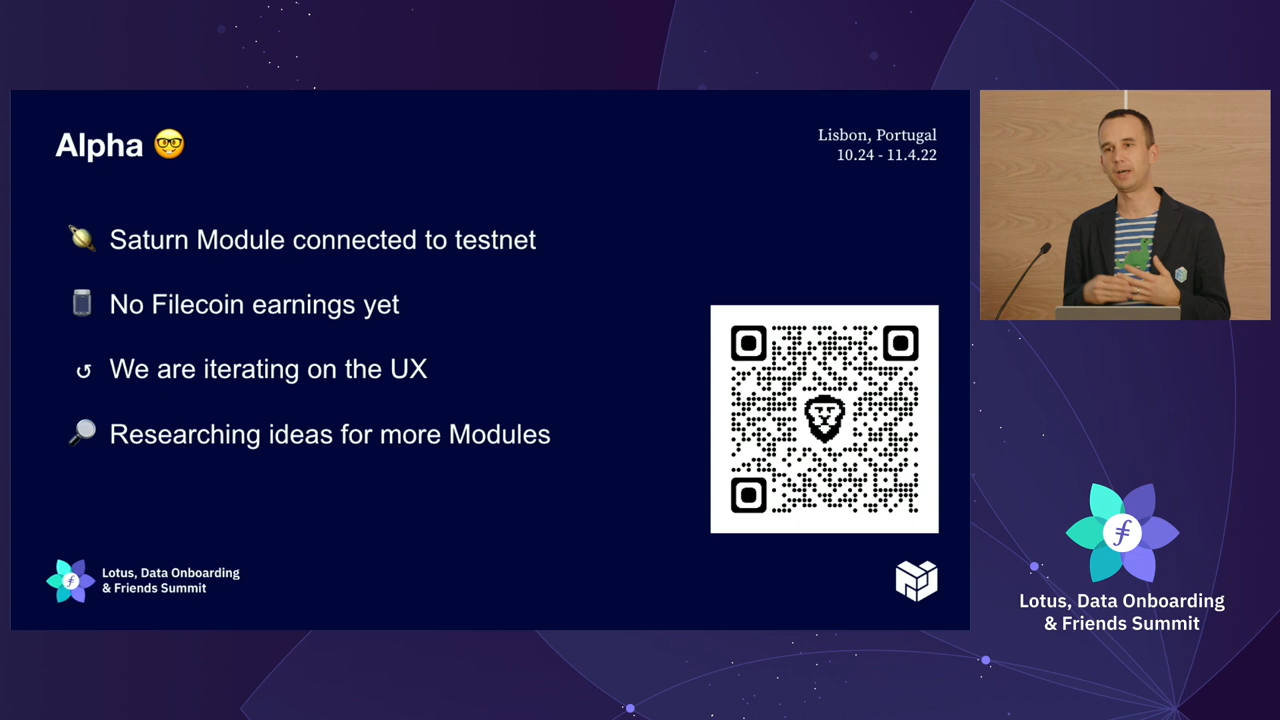 Alpha 🤓
Lisbon, Portugal
10.24 - 11.4.22
Saturn Module connected to testnet
No Filecoin earnings yet
We are iterating on the UX
Researching ideas for more Modules
Lotus, Data Onboarding
& Friends Summit
Lotus, Data Onboarding
& Friends Summit